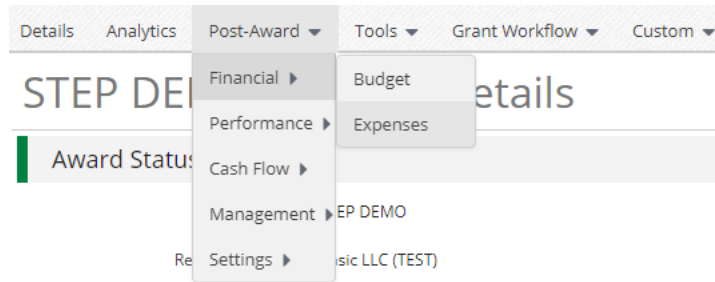 Details Analytics Post-Award Tools Grant Workflow Custom
STEP DE etails
Financial Budget
Performance Expenses
Award Status
Cash Flow
Management EP DEMO
Re Settings sic LLC (TEST)